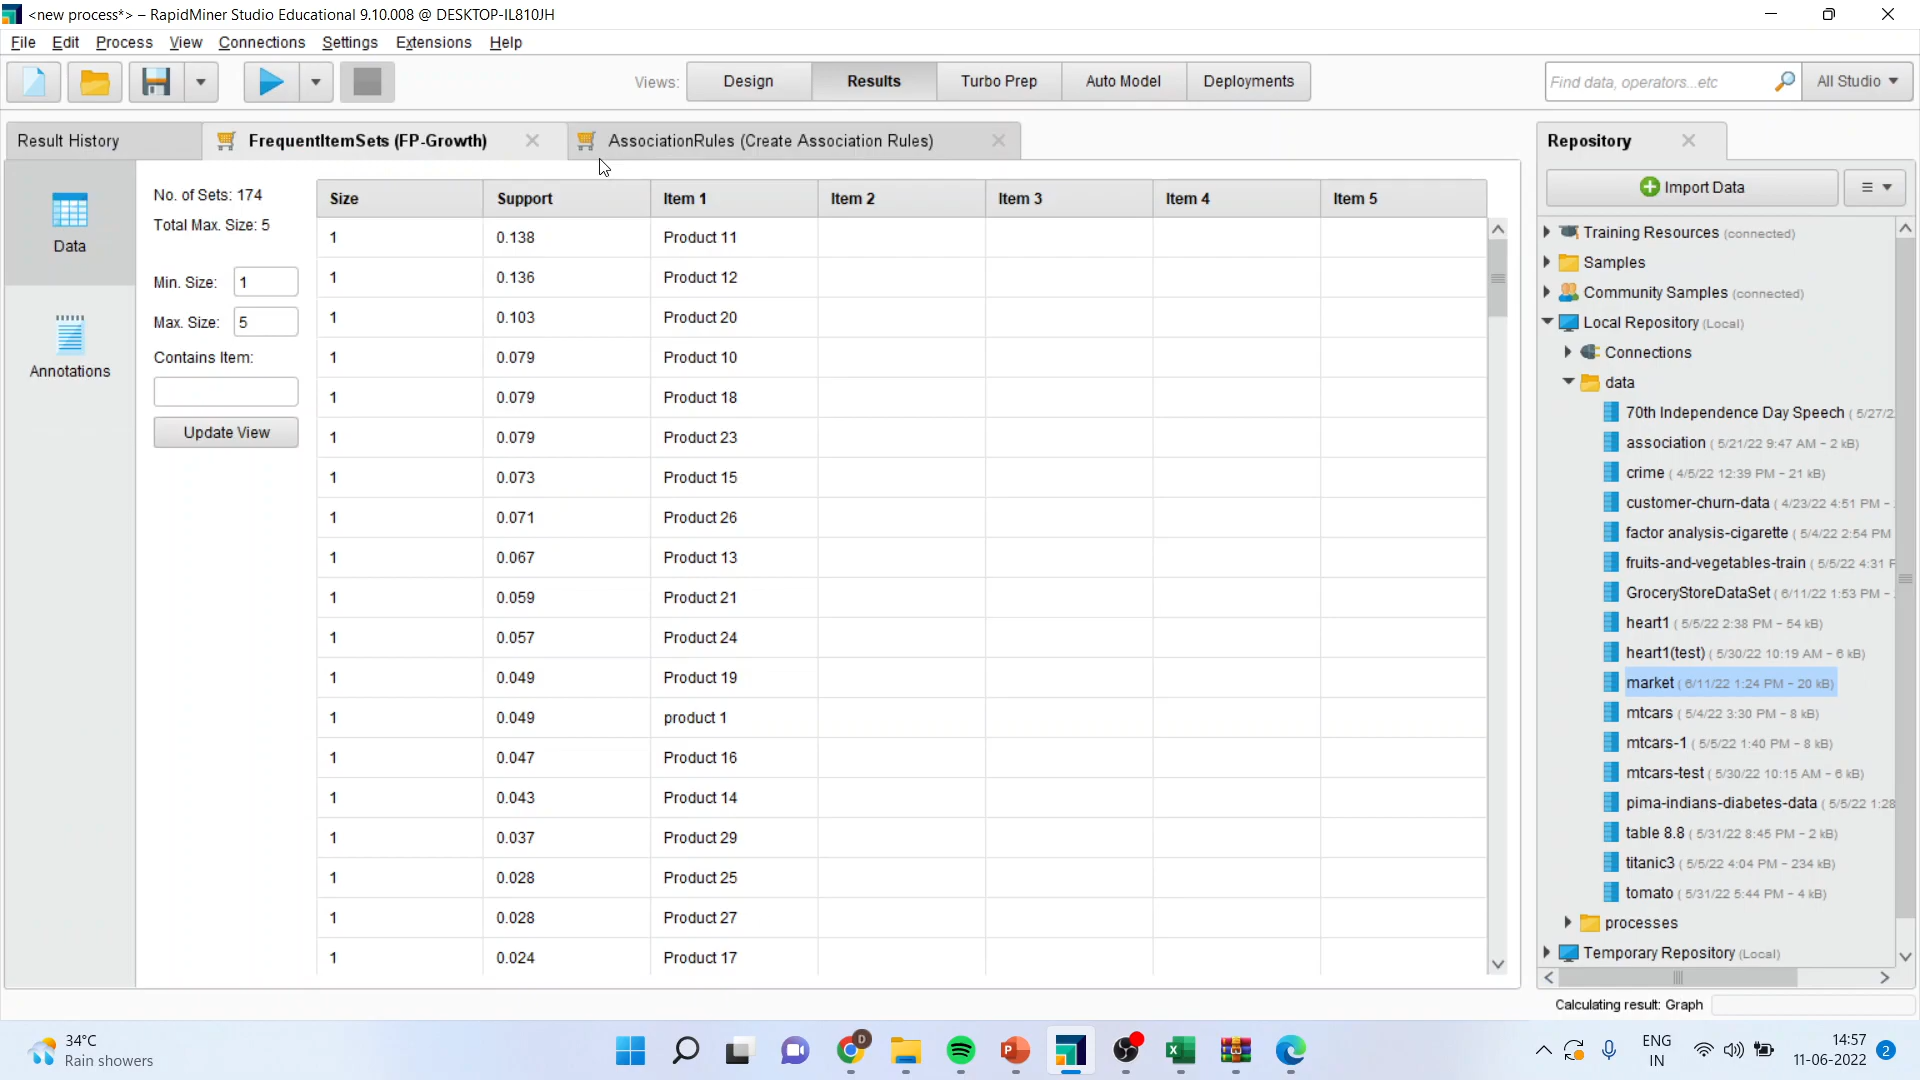 <new process*> – RapidMiner Studio Educational 9.10.008 @ DESKTOP-IL810JH
File Edit Process View Connections Settings Extensions Help
Views: Design Results Turbo Prep Auto Model Deployments
Find data, operators...etc All Studio
Result History FrequentItemSets (FP-Growth) AssociationRules (Create Association Rules)
Data
Annotations
No. of Sets: 174
Total Max. Size: 5
Min. Size: 1
Max. Size: 5
Contains Item:
Update View
Size Support Item 1 Item 2 Item 3 Item 4 Item 5
1 0.138 Product 11
1 0.136 Product 12
1 0.103 Product 20
1 0.079 Product 10
1 0.079 Product 18
1 0.079 Product 23
1 0.073 Product 15
1 0.071 Product 26
1 0.067 Product 13
1 0.059 Product 21
1 0.057 Product 24
1 0.049 Product 19
1 0.049 product 1
1 0.047 Product 16
1 0.043 Product 14
1 0.037 Product 29
1 0.028 Product 25
1 0.028 Product 27
1 0.024 Product 17
Repository
Import Data
Training Resources (connected)
Samples
Community Samples (connected)
Local Repository (Local)
Connections
data
70th Independence Day Speech ( 5/27/2
association ( 5/21/22 9:47 AM – 2 kB)
crime ( 4/5/22 12:39 PM – 21 kB)
customer-churn-data ( 4/23/22 4:51 PM –
factor analysis-cigarette ( 5/4/22 2:54 PM
fruits-and-vegetables-train ( 5/5/22 4:31 P
GroceryStoreDataSet ( 6/11/22 1:53 PM –
heart1 ( 5/5/22 2:38 PM – 54 kB)
heart1(test) ( 5/30/22 10:19 AM – 6 kB)
market ( 6/11/22 1:24 PM – 20 kB)
mtcars ( 5/4/22 3:30 PM – 8 kB)
mtcars-1 ( 5/5/22 1:40 PM – 8 kB)
mtcars-test ( 5/30/22 10:15 AM – 6 kB)
pima-indians-diabetes-data ( 5/5/22 1:28
table 8.8 ( 5/31/22 8:45 PM – 2 kB)
titanic3 ( 5/5/22 4:04 PM – 234 kB)
tomato ( 5/31/22 5:44 PM – 4 kB)
processes
Temporary Repository (Local)
Calculating result: Graph
34°C
Rain showers
D
P
X
ENG
IN
14:57
11-06-2022
2